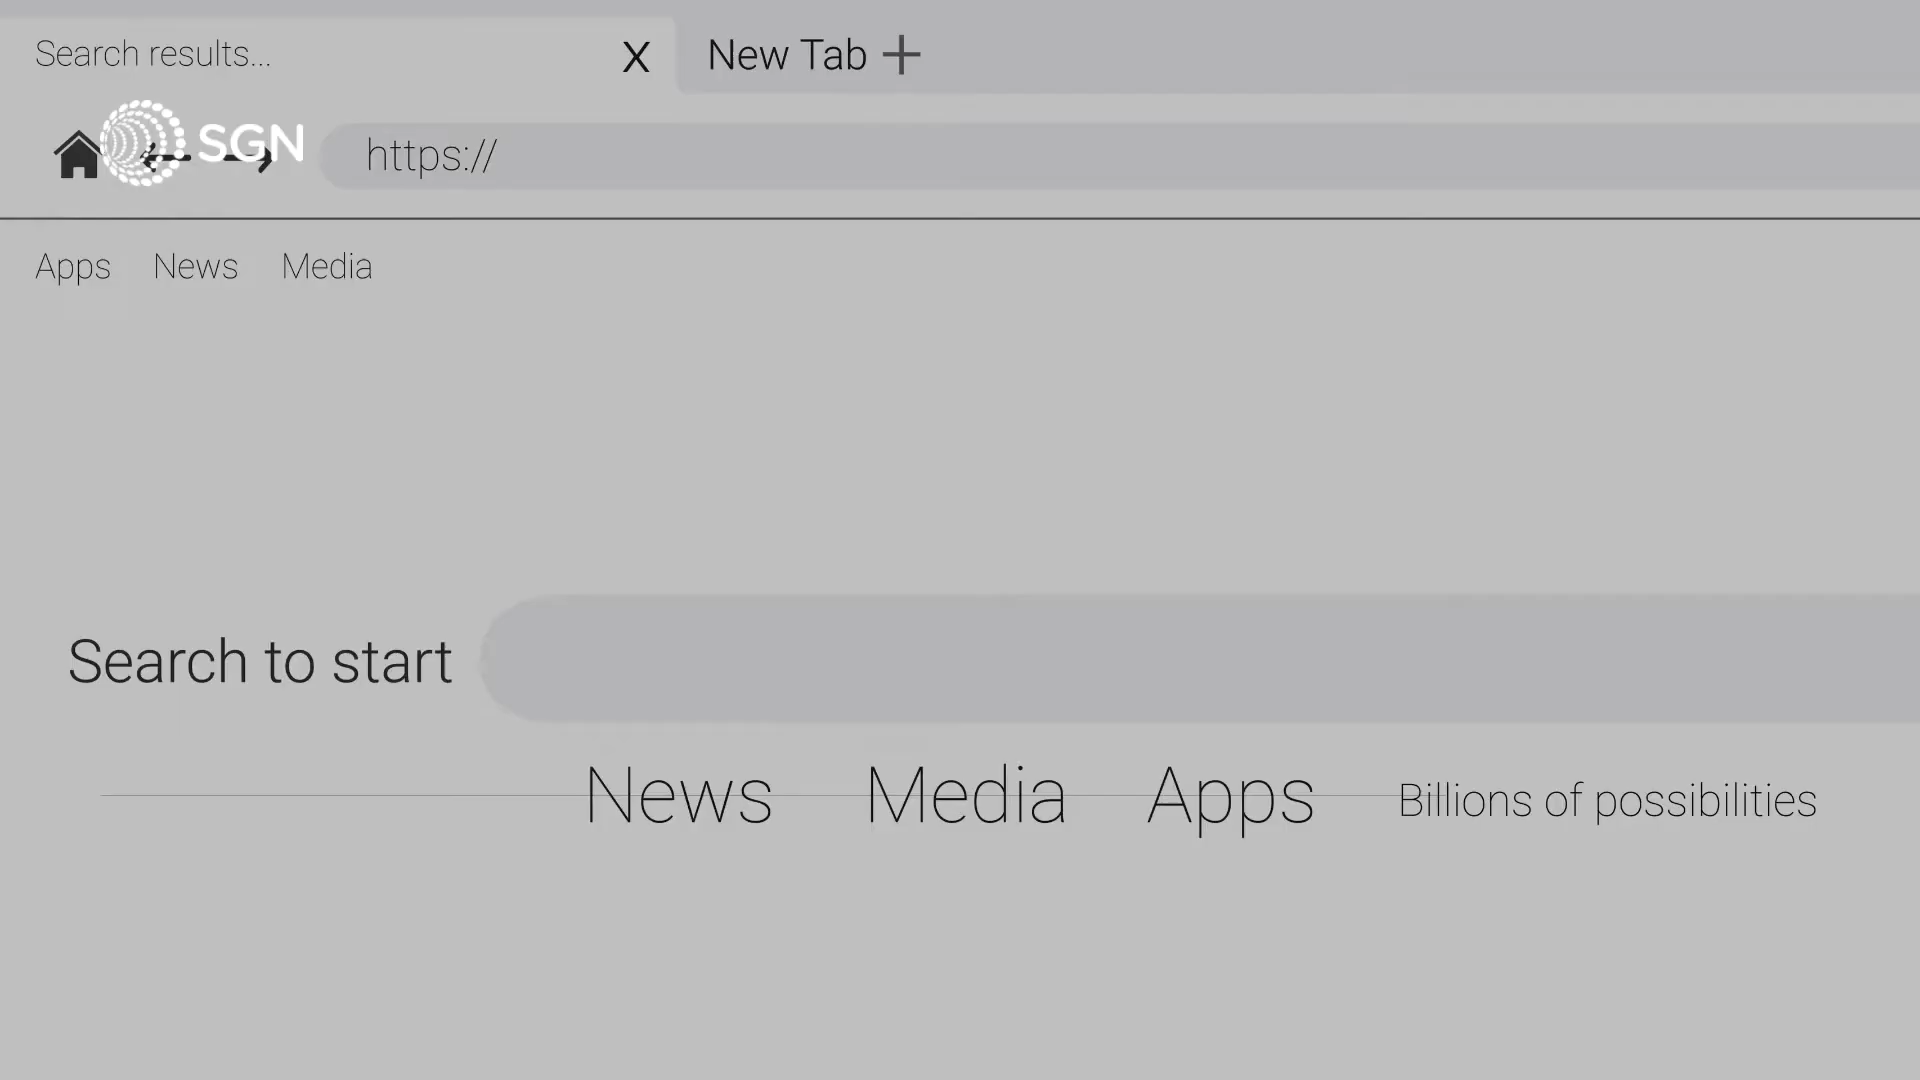 Search results...
X
New Tab +
SGN
https://
Apps News Media
Search to start
News Media Apps Billions of possibilities